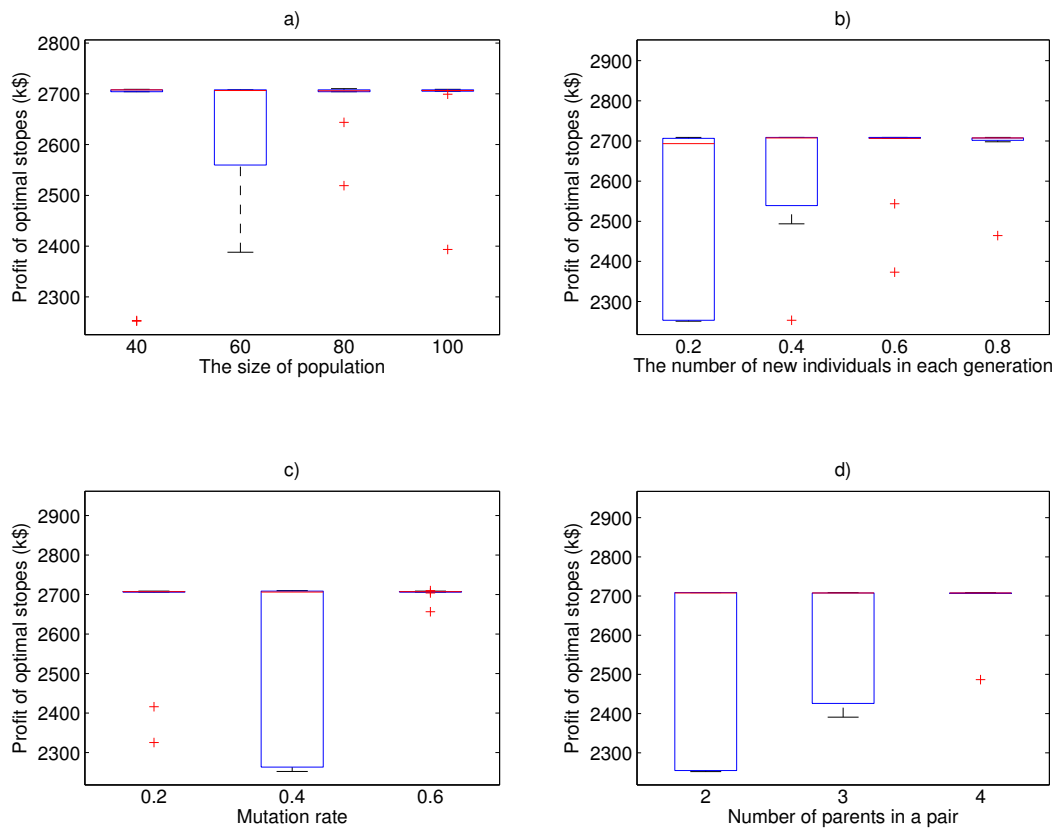 a)
2800
2700
2600
2500
2400
2300
Profit of optimal stopes (k$)
40 60 80 100
The size of population
b)
2900
2800
2700
2600
2500
2400
2300
Profit of optimal stopes (k$)
0.2 0.4 0.6 0.8
The number of new individuals in each generation
c)
2900
2800
2700
2600
2500
2400
2300
Profit of optimal stopes (k$)
0.2 0.4 0.6
Mutation rate
d)
2900
2800
2700
2600
2500
2400
2300
Profit of optimal stopes (k$)
2 3 4
Number of parents in a pair